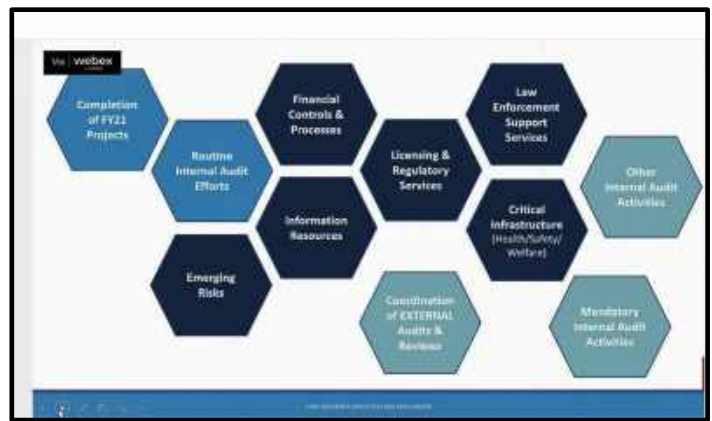 Via webex
Completion
of FY21
Projects
Routine
Internal Audit
Efforts
Financial
Controls &
Processes
Information
Resources
Emerging
Risks
Licensing &
Regulatory
Services
Law
Enforcement
Support
Services
Critical
Infrastructure
(Health/Safety/
Welfare)
Other
Internal Audit
Activities
Coordination
of EXTERNAL
Audits &
Reviews
Mandatory
Internal Audit
Activities